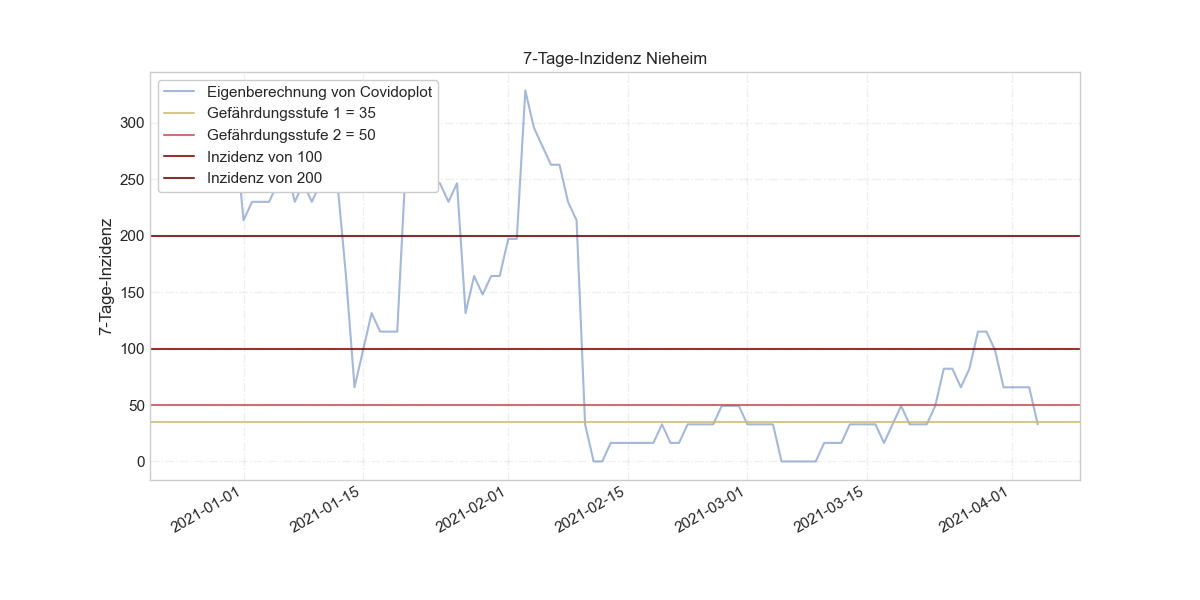 7-Tage-Inzidenz Nieheim
Eigenberechnung von Covidoplot
Gefährdungsstufe 1 = 35
Gefährdungsstufe 2 = 50
Inzidenz von 100
Inzidenz von 200
7-Tage-Inzidenz
300
250
200
150
100
50
0
2021-01-01
2021-01-15
2021-02-01
2021-02-15
2021-03-01
2021-03-15
2021-04-01